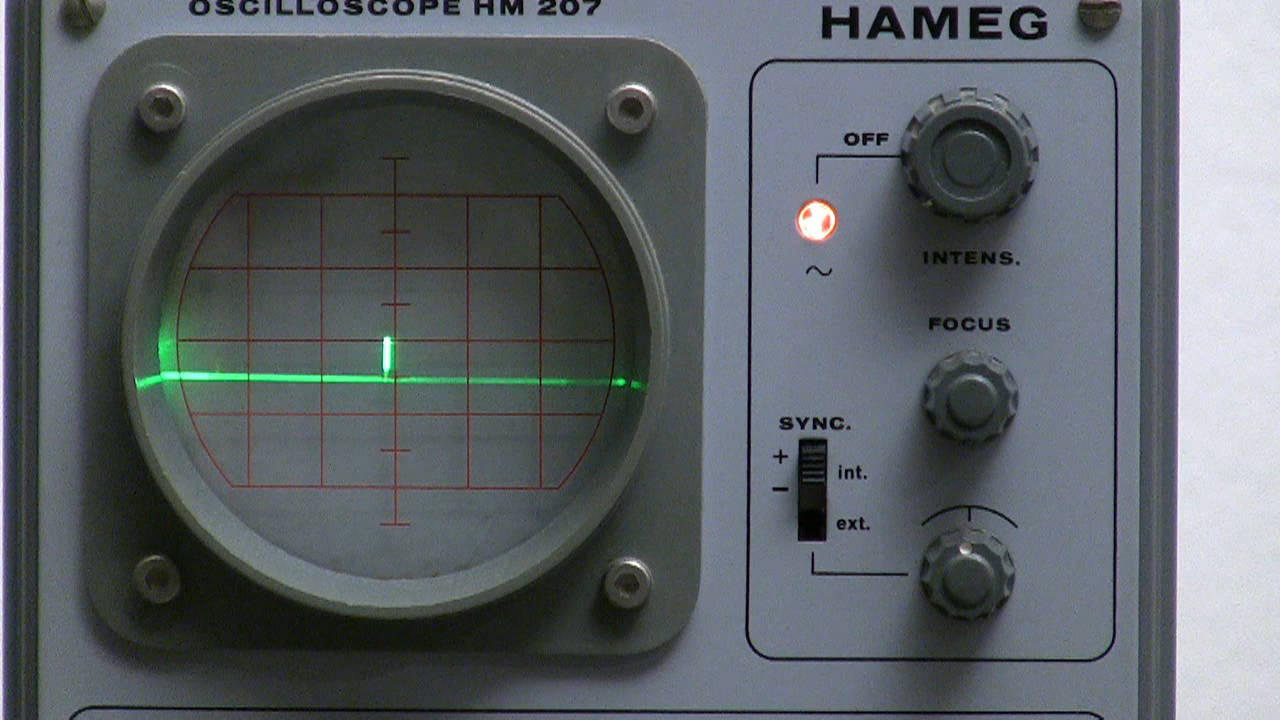 OSCILLOSCOPE HM 207
HAMEG
OFF
~
INTENS.
FOCUS
SYNC.
+
int.
−
ext.